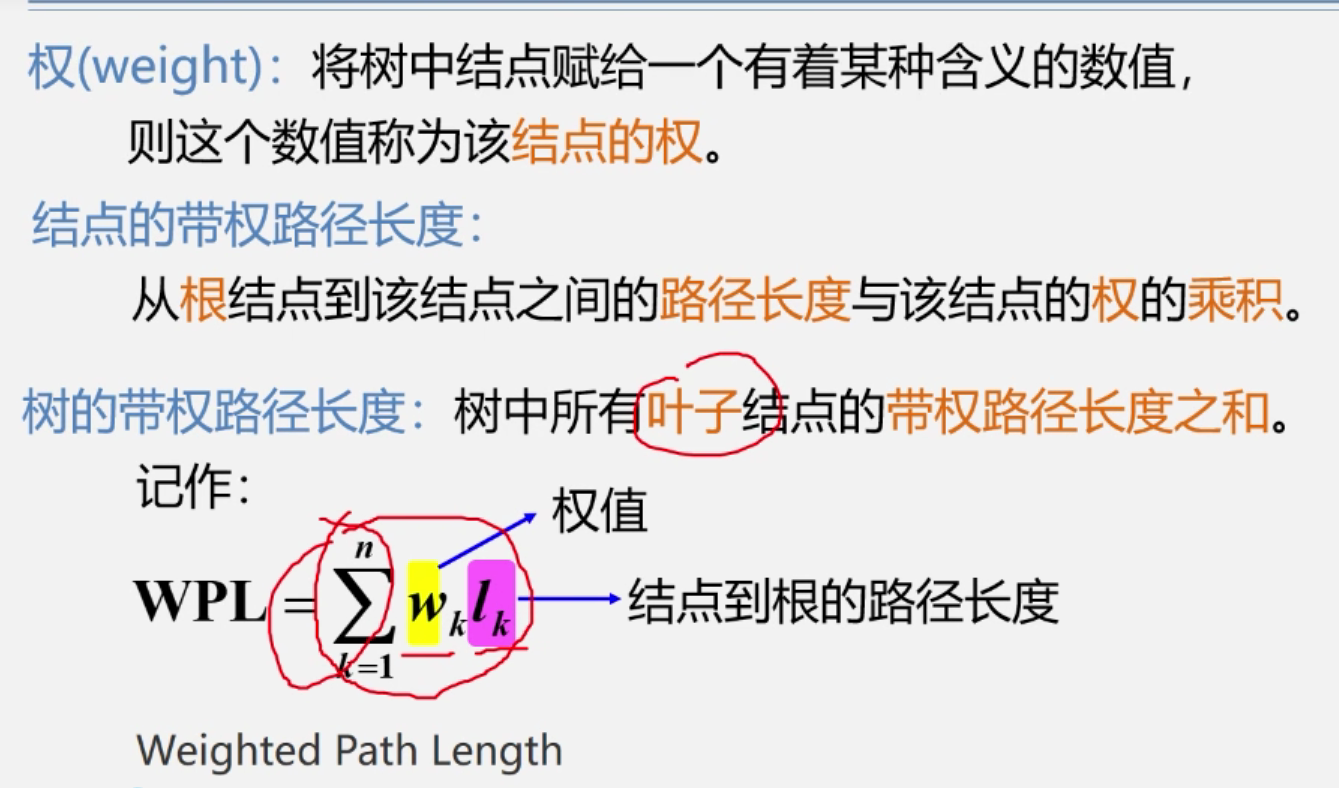 权(weight)：将树中结点赋给一个有着某种含义的数值，
则这个数值称为该结点的权。
结点的带权路径长度：
从根结点到该结点之间的路径长度与该结点的权的乘积。
树的带权路径长度：树中所有叶子结点的带权路径长度之和。
记作：
权值
WPL = ∑ₖ₌₁ⁿ wₖlₖ 结点到根的路径长度
Weighted Path Length